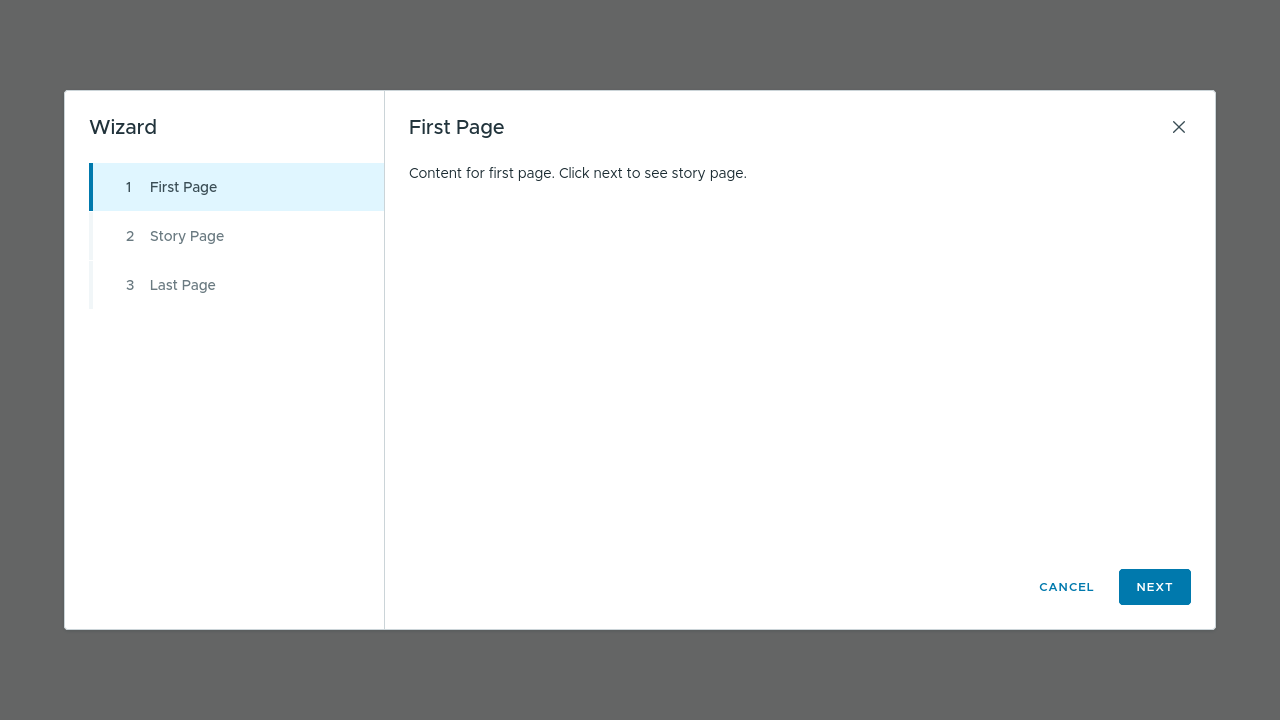 Wizard
1 First Page
2 Story Page
3 Last Page
First Page
Content for first page. Click next to see story page.
CANCEL
NEXT